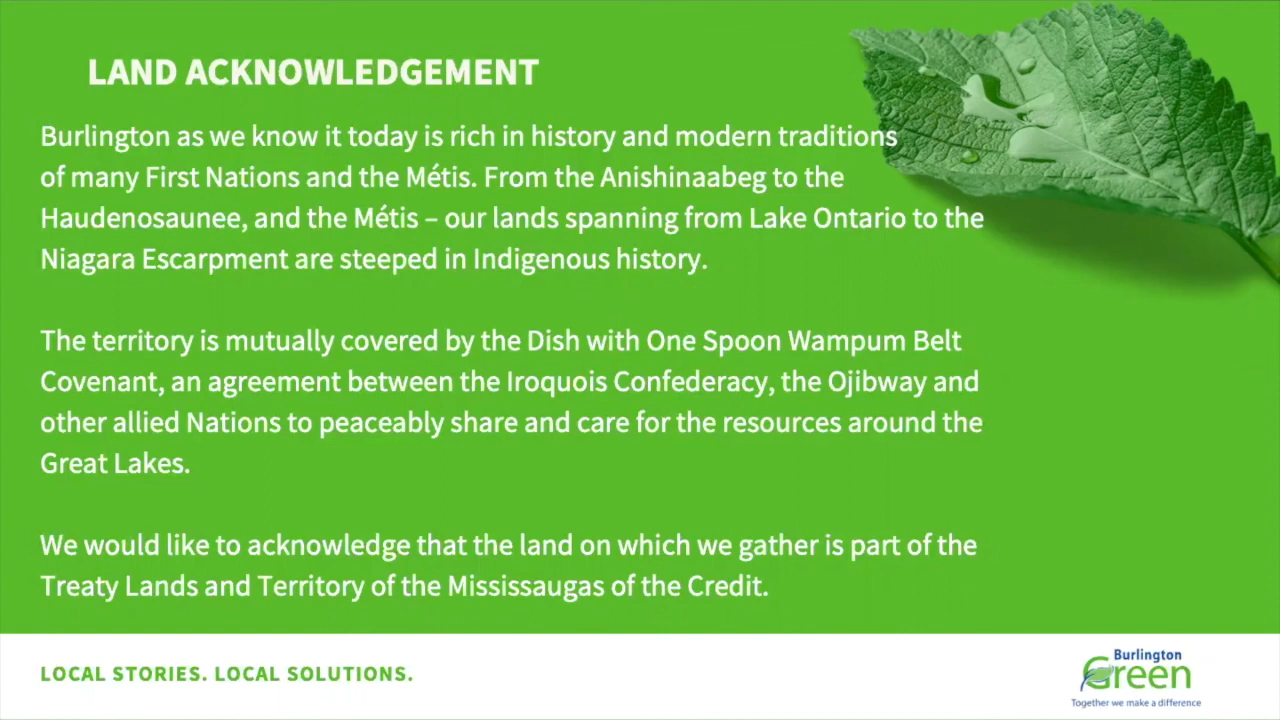 LAND ACKNOWLEDGEMENT
Burlington as we know it today is rich in history and modern traditions
of many First Nations and the Métis. From the Anishinaabeg to the
Haudenosaunee, and the Métis – our lands spanning from Lake Ontario to the
Niagara Escarpment are steeped in Indigenous history.
The territory is mutually covered by the Dish with One Spoon Wampum Belt
Covenant, an agreement between the Iroquois Confederacy, the Ojibway and
other allied Nations to peaceably share and care for the resources around the
Great Lakes.
We would like to acknowledge that the land on which we gather is part of the
Treaty Lands and Territory of the Mississaugas of the Credit.
LOCAL STORIES. LOCAL SOLUTIONS.
Burlington
Green
Together we make a difference